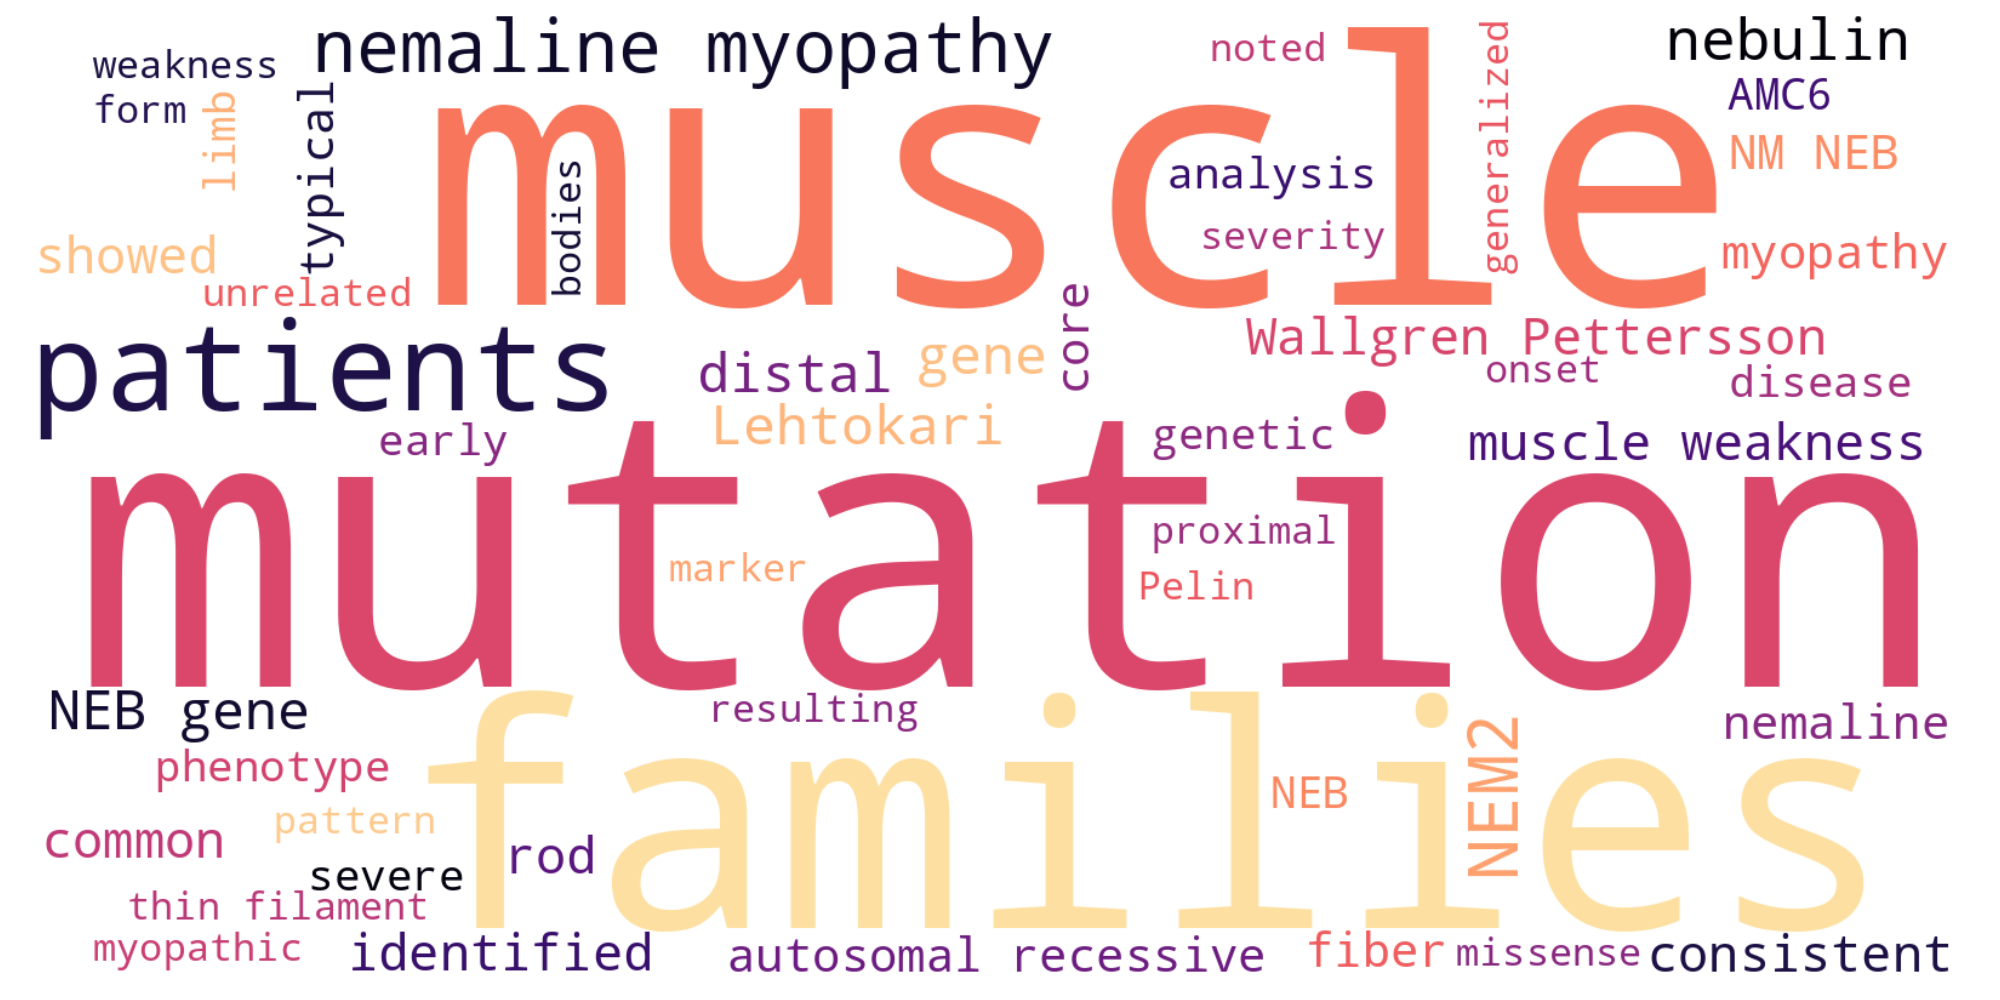 nemaline myopathy
noted
generalized
nebulin
weakness
form
limb
typical
muscle
AMC6
NM NEB
analysis
bodies
severity
showed
unrelated
myopathy
patients
core
Wallgren Pettersson
distal
gene
onset
disease
Lehtokari
early
genetic
muscle weakness
mutation
proximal
marker
Pelin
NEB gene
resulting
families
NEM2
nemaline
phenotype
NEB
pattern
common
rod
severe
thin filament
myopathic
identified
autosomal recessive
fiber
missense
consistent